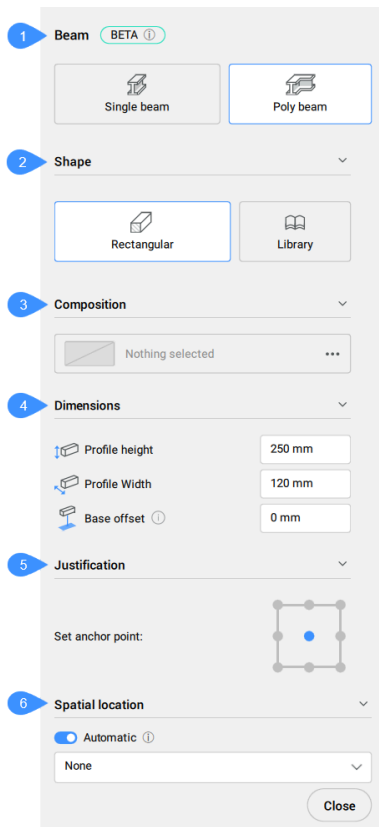 1 Beam BETA
Single beam Poly beam
2 Shape
Rectangular Library
3 Composition
Nothing selected
4 Dimensions
Profile height 250 mm
Profile Width 120 mm
Base offset 0 mm
5 Justification
Set anchor point:
6 Spatial location
Automatic
None
Close